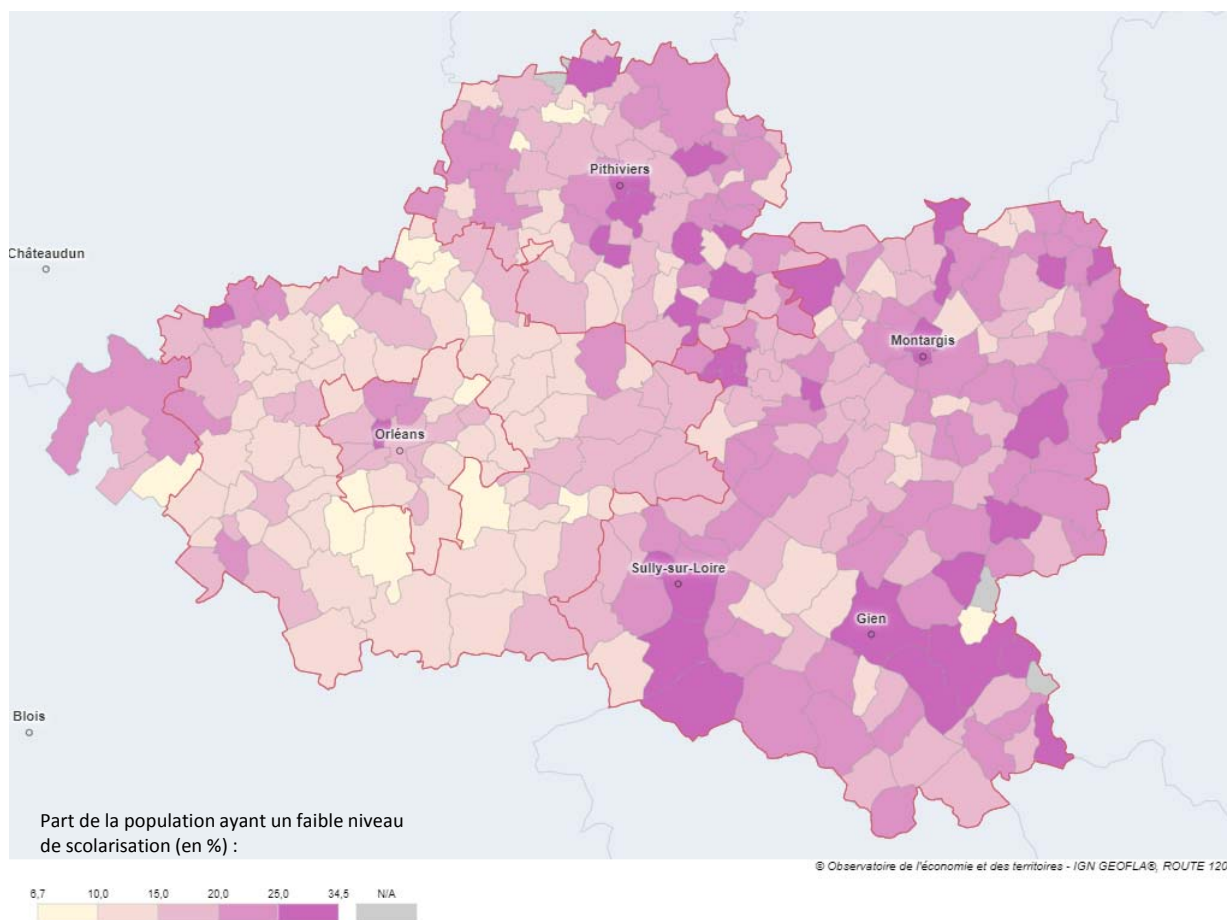 Pithiviers
Châteaudun
Montargis
Orléans
Sully-sur-Loire
Gien
Blois
Part de la population ayant un faible niveau
de scolarisation (en %) :
© Observatoire de l'économie et des territoires - IGN GEOFLA®, ROUTE 120
6,7 10,0 15,0 20,0 25,0 34,5 N/A